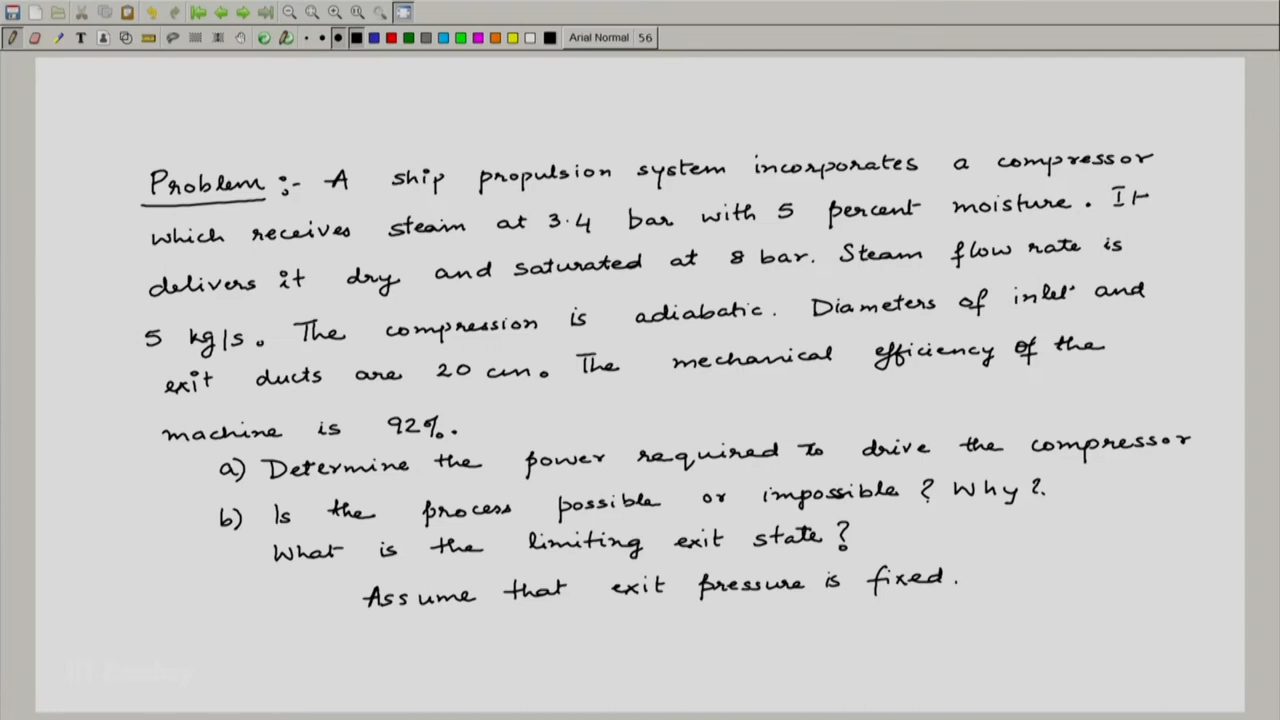 Arial Normal 56
Problem :- A ship propulsion system incorporates a compressor
which receives steam at 3.4 bar with 5 percent moisture. It
delivers it dry and saturated at 8 bar. Steam flow rate is
5 kg/s. The compression is adiabatic. Diameters of inlet and
exit ducts are 20 cm. The mechanical efficiency of the
machine is 92%.
a) Determine the power required to drive the compressor
b) Is the process possible or impossible? Why?
What is the limiting exit state?
Assume that exit pressure is fixed.